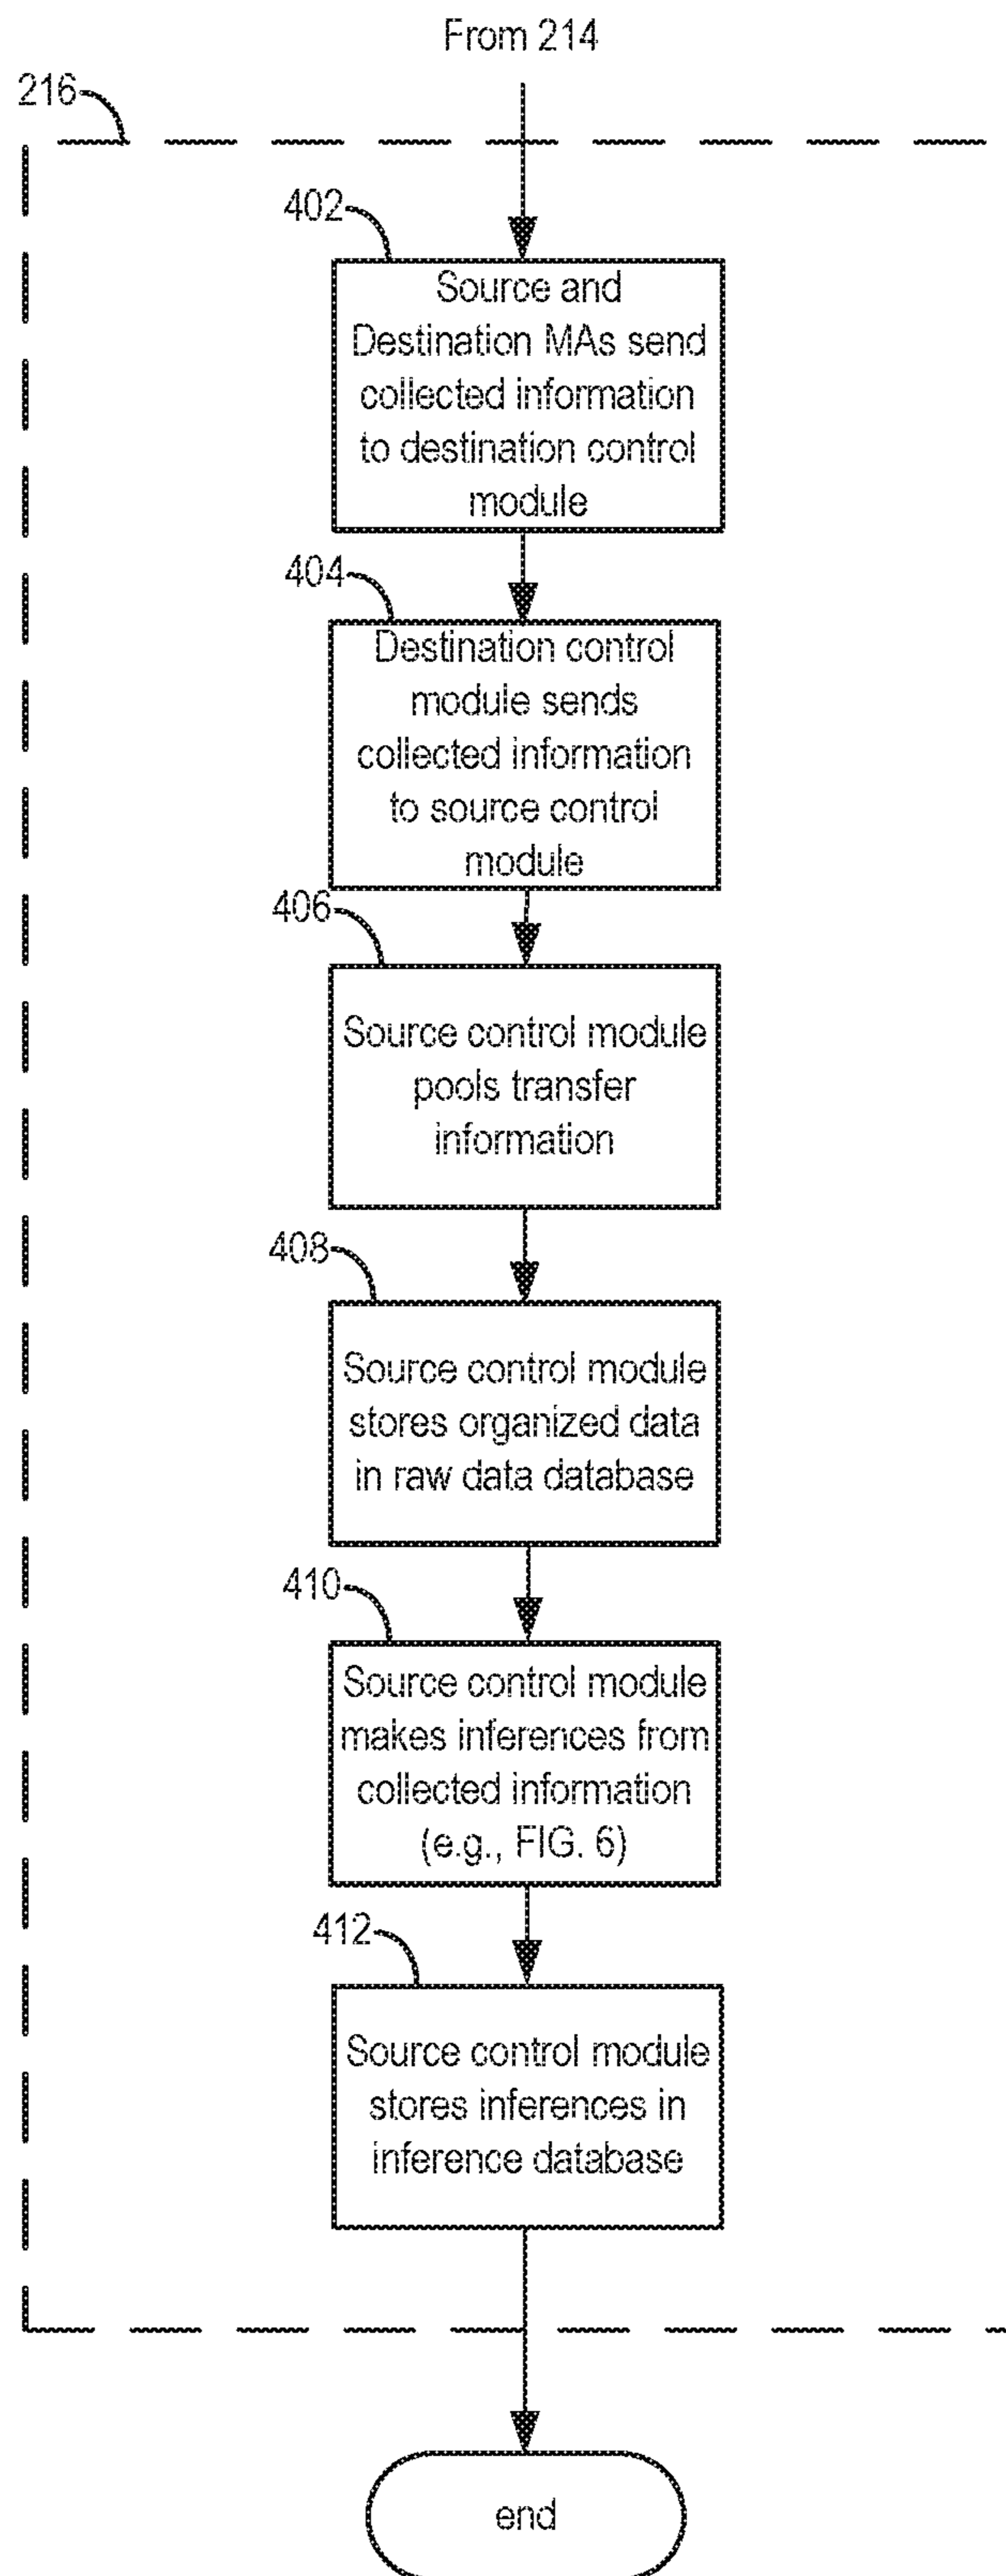 From 214
216
402
Source and
Destination MAs send
collected information
to destination control
module
404
Destination control
module sends
collected information
to source control
module
406
Source control module
pools transfer
information
408
Source control module
stores organized data
in raw data database
410
Source control module
makes inferences from
collected information
(e.g., FIG. 6)
412
Source control module
stores inferences in
inference database
end